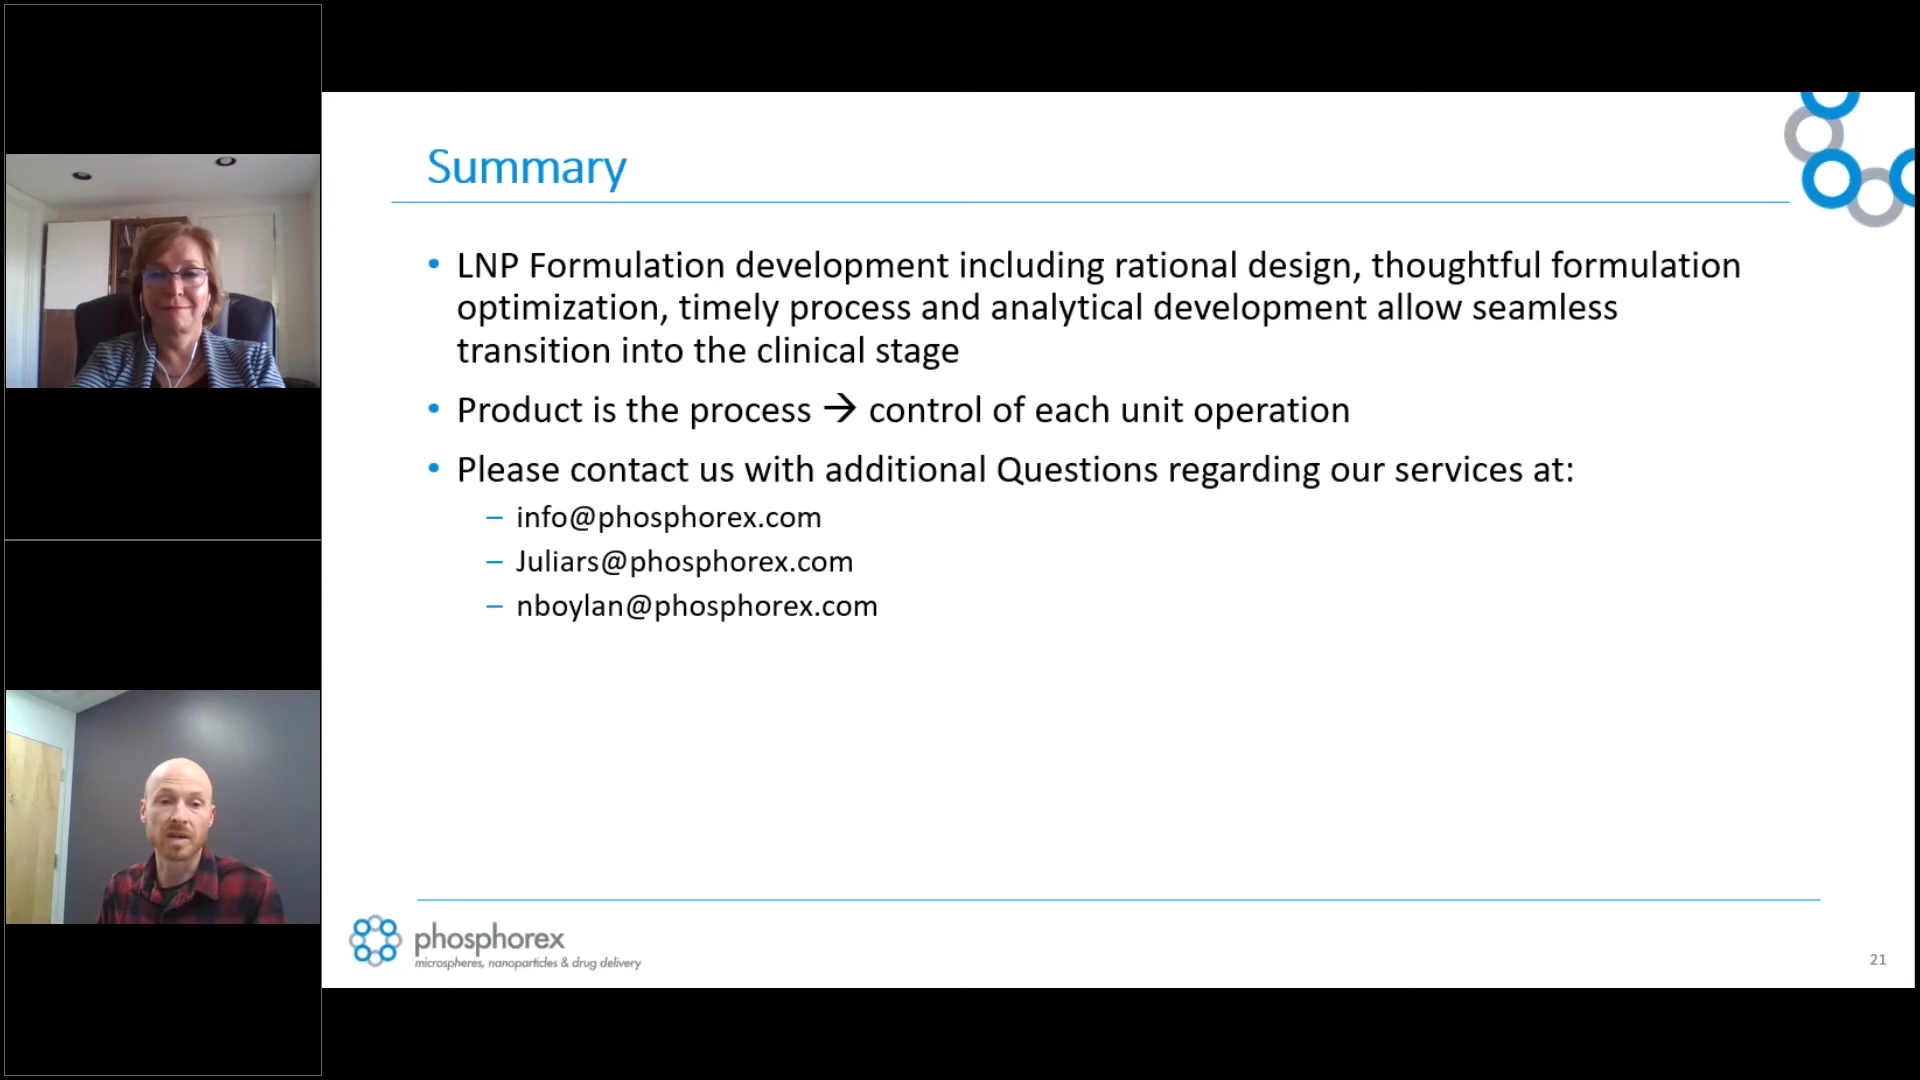 Summary
• LNP Formulation development including rational design, thoughtful formulation
optimization, timely process and analytical development allow seamless
transition into the clinical stage
• Product is the process → control of each unit operation
• Please contact us with additional Questions regarding our services at:
– info@phosphorex.com
– Juliars@phosphorex.com
– nboylan@phosphorex.com
phosphorex
microspheres, nanoparticles & drug delivery
21